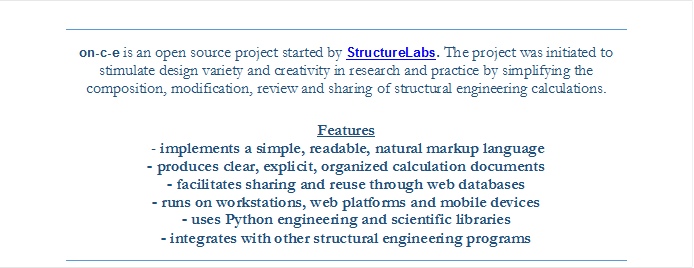 on-c-e is an open source project started by StructureLabs. The project was initiated to
stimulate design variety and creativity in research and practice by simplifying the
composition, modification, review and sharing of structural engineering calculations.
Features
- implements a simple, readable, natural markup language
- produces clear, explicit, organized calculation documents
- facilitates sharing and reuse through web databases
- runs on workstations, web platforms and mobile devices
- uses Python engineering and scientific libraries
- integrates with other structural engineering programs